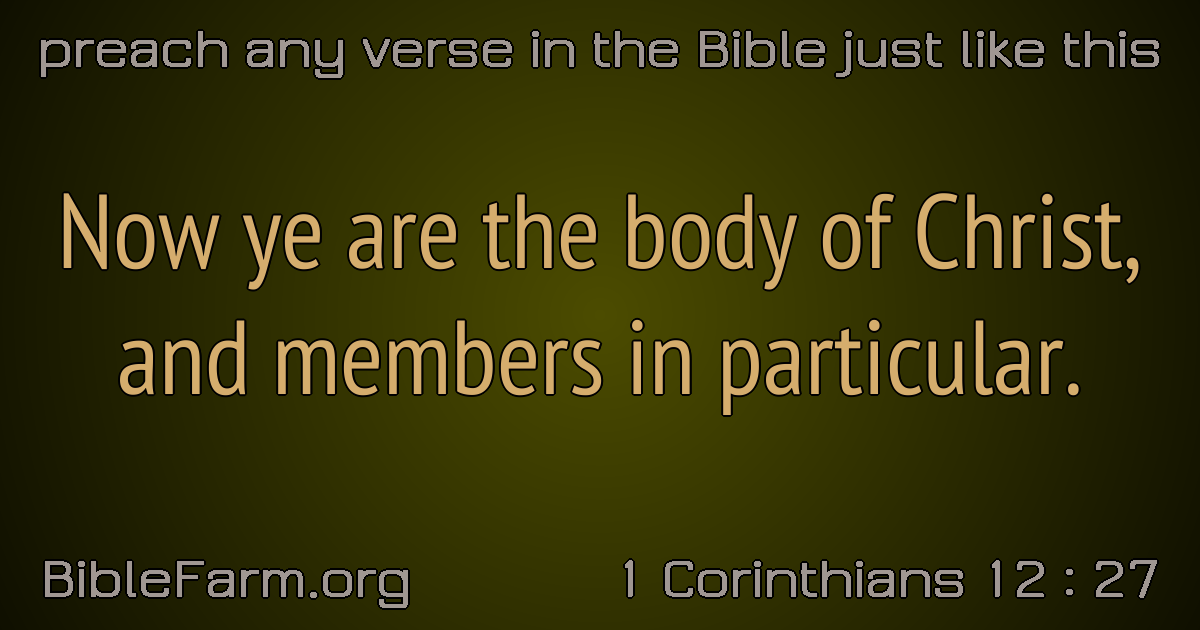 preach any verse in the Bible just like this
Now ye are the body of Christ,
and members in particular.
BibleFarm.org
1 Corinthians 12 : 27